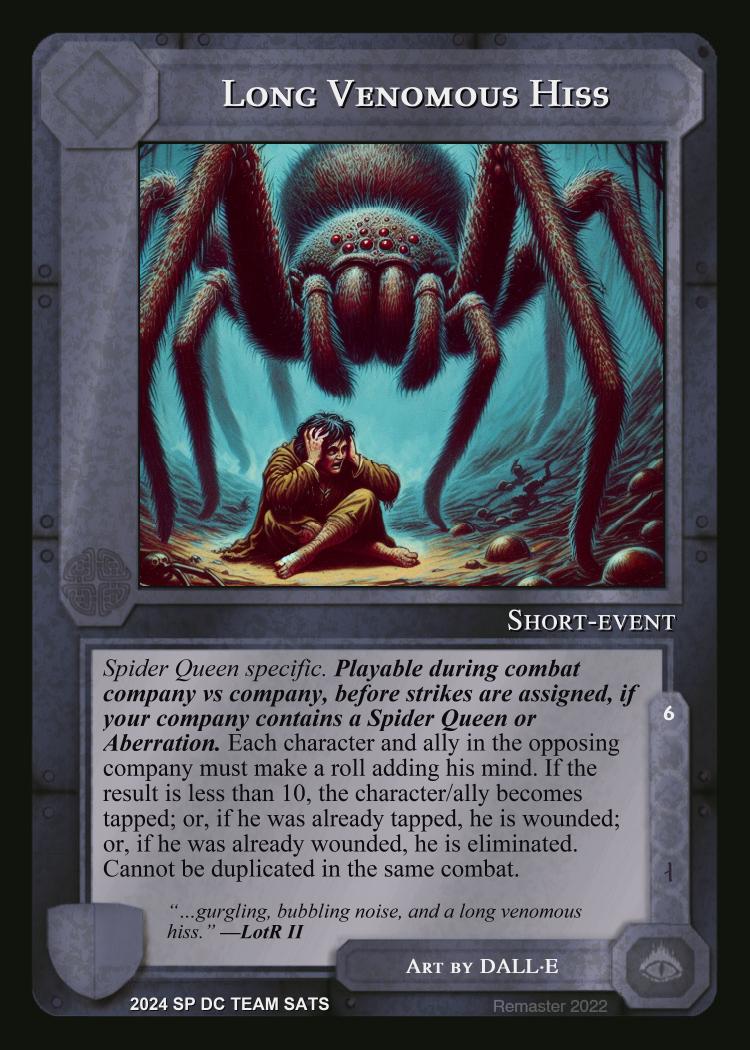 Long Venomous Hiss
Short-event
Spider Queen specific. Playable during combat
company vs company, before strikes are assigned, if
your company contains a Spider Queen or
Aberration. Each character and ally in the opposing
company must make a roll adding his mind. If the
result is less than 10, the character/ally becomes
tapped; or, if he was already tapped, he is wounded;
or, if he was already wounded, he is eliminated.
Cannot be duplicated in the same combat.
6
“...gurgling, bubbling noise, and a long venomous
hiss.” —LotR II
Art by DALL·E
2024 SP DC TEAM SATS
Remaster 2022